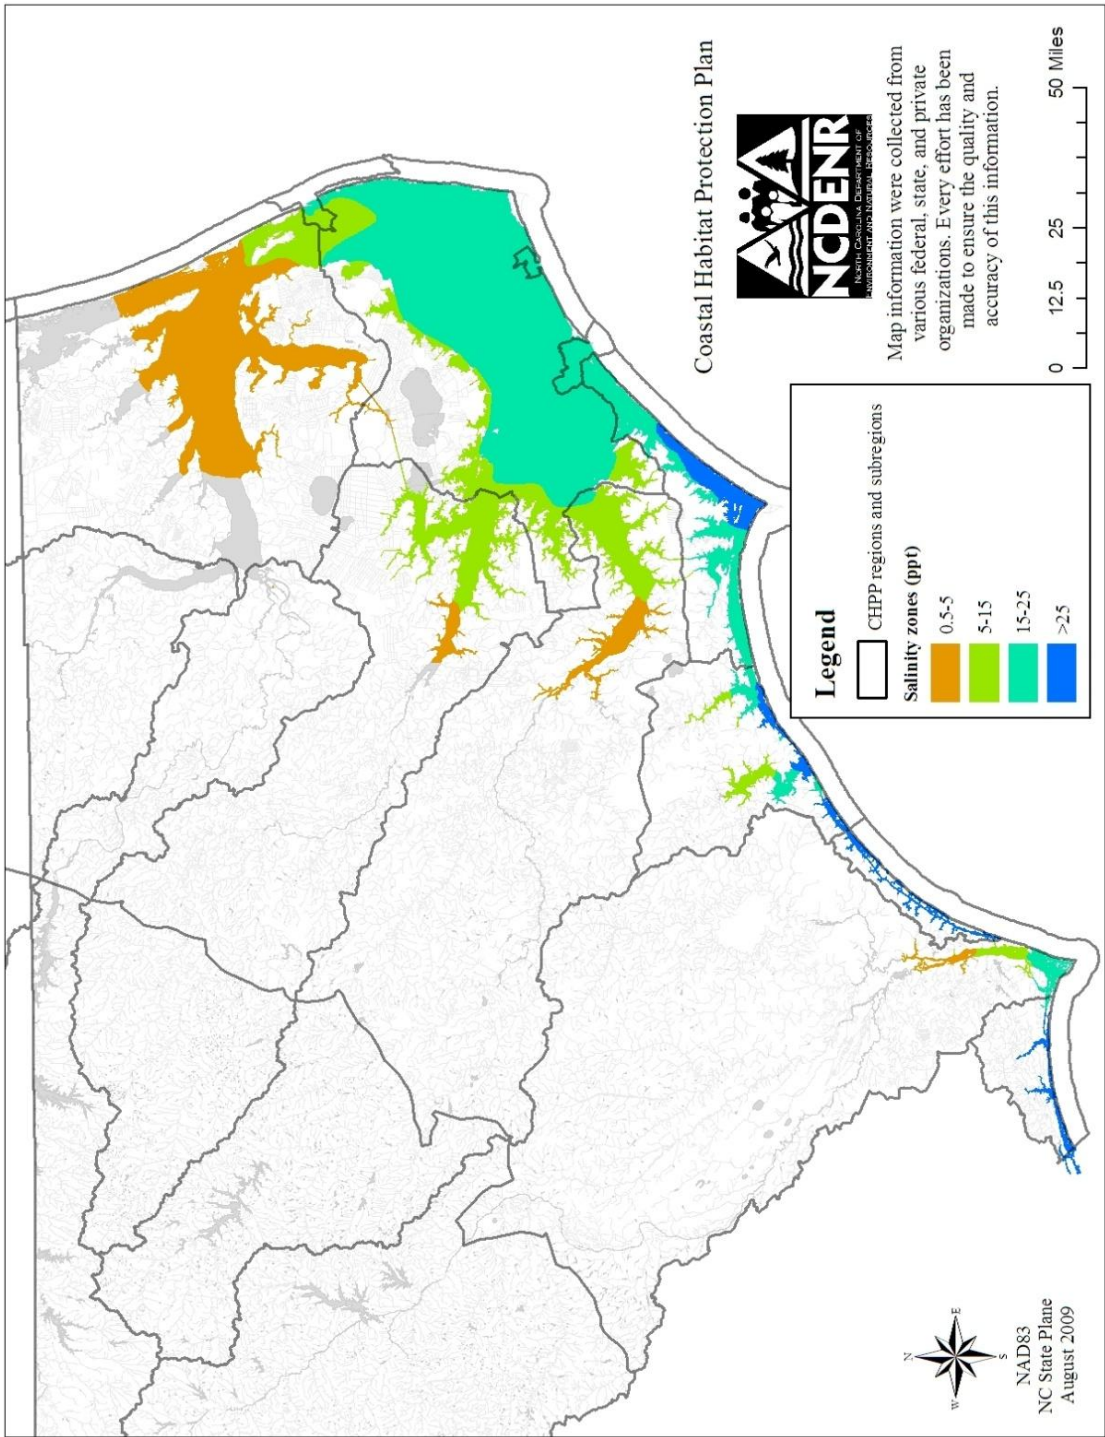 Coastal Habitat Protection Plan
NCDENR
NORTH CAROLINA DEPARTMENT OF
ENVIRONMENT AND NATURAL RESOURCES
Map information were collected from
various federal, state, and private
organizations. Every effort has been
made to ensure the quality and
accuracy of this information.
0 12.5 25 50 Miles
Legend
CHPP regions and subregions
Salinity zones (ppt)
0.5-5
5-15
15-25
>25
N
W E
S
NAD83
NC State Plane
August 2009